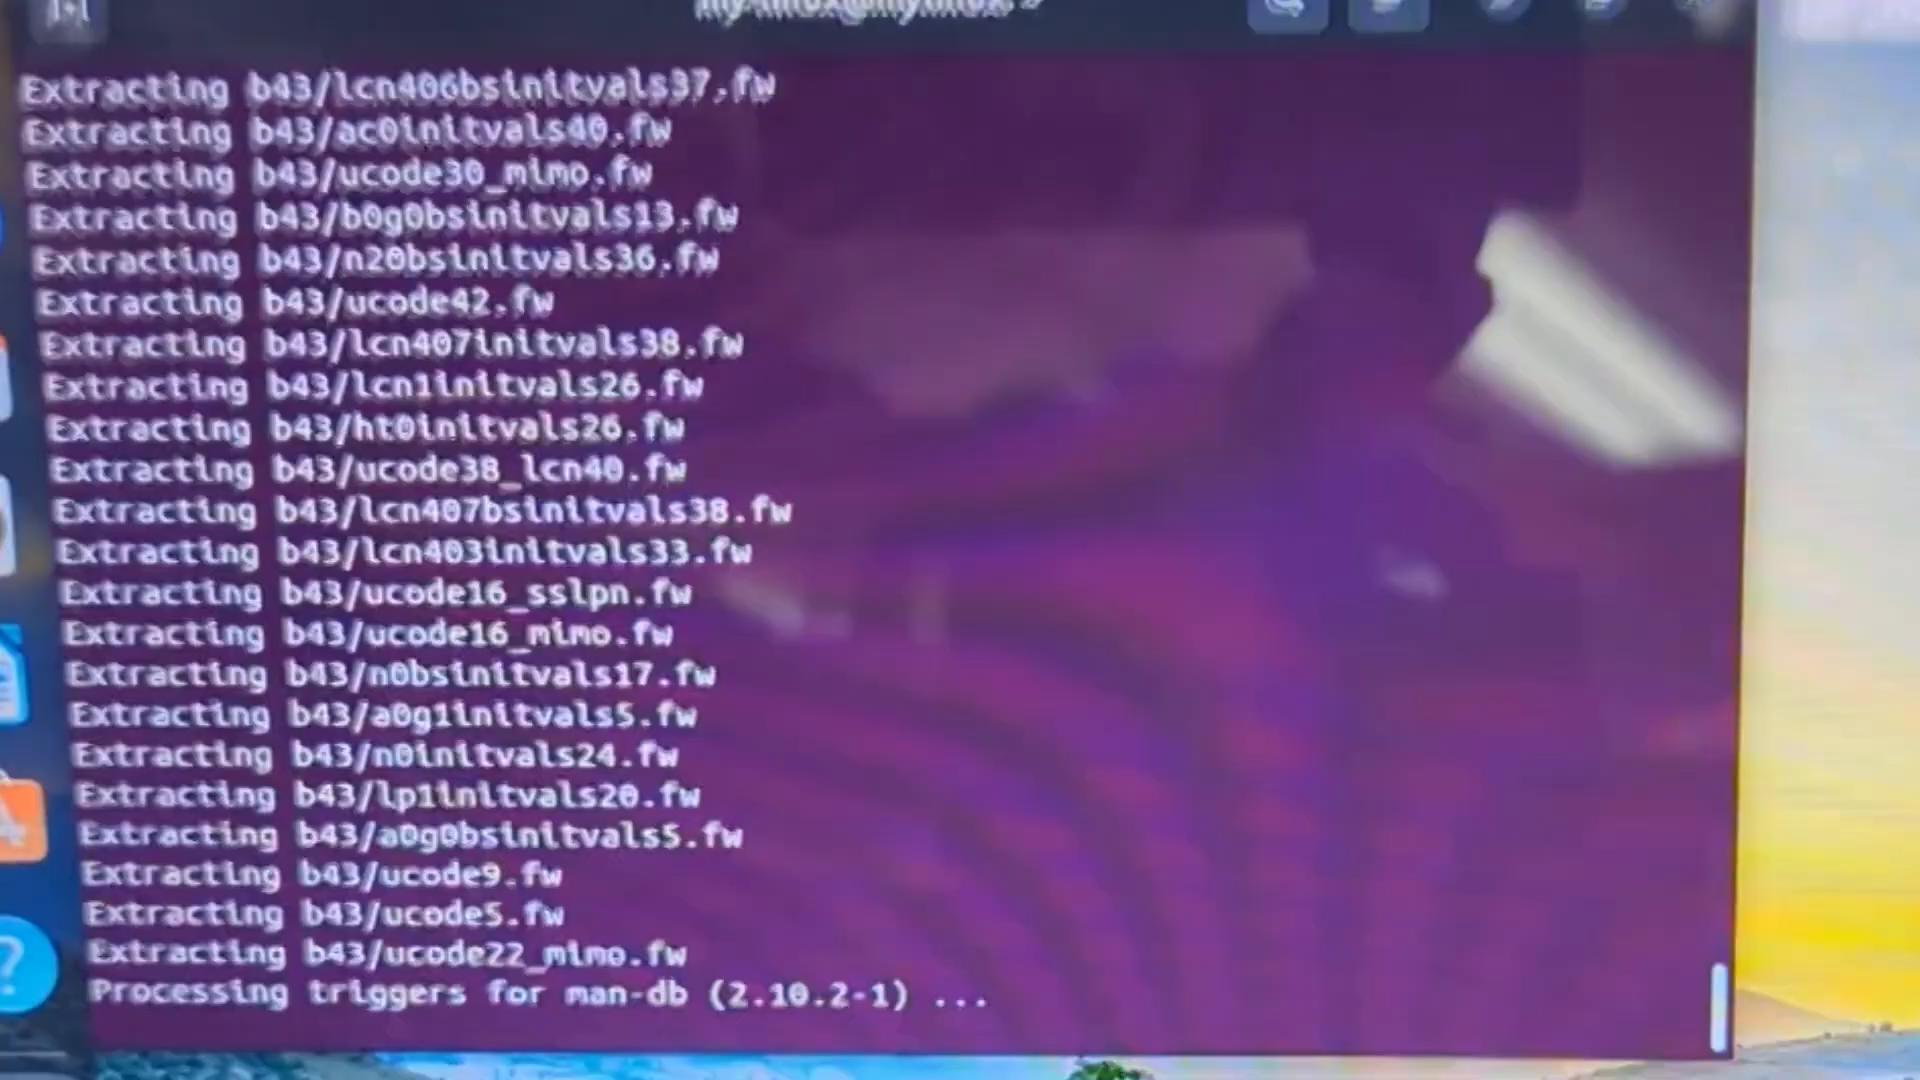 Extracting b43/lcn406bsinitvals37.fw
Extracting b43/ac0initvals40.fw
Extracting b43/ucode30_mimo.fw
Extracting b43/b0g0bsinitvals13.fw
Extracting b43/n20bsinitvals36.fw
Extracting b43/ucode42.fw
Extracting b43/lcn407initvals38.fw
Extracting b43/lcn1initvals26.fw
Extracting b43/ht0initvals26.fw
Extracting b43/ucode38_lcn40.fw
Extracting b43/lcn407bsinitvals38.fw
Extracting b43/lcn403initvals33.fw
Extracting b43/ucode16_sslpn.fw
Extracting b43/ucode16_mimo.fw
Extracting b43/n0bsinitvals17.fw
Extracting b43/a0g1initvals5.fw
Extracting b43/n0initvals24.fw
Extracting b43/lp1initvals20.fw
Extracting b43/a0g0bsinitvals5.fw
Extracting b43/ucode9.fw
Extracting b43/ucode5.fw
Extracting b43/ucode22_mimo.fw
Processing triggers for man-db (2.10.2-1) ...
?